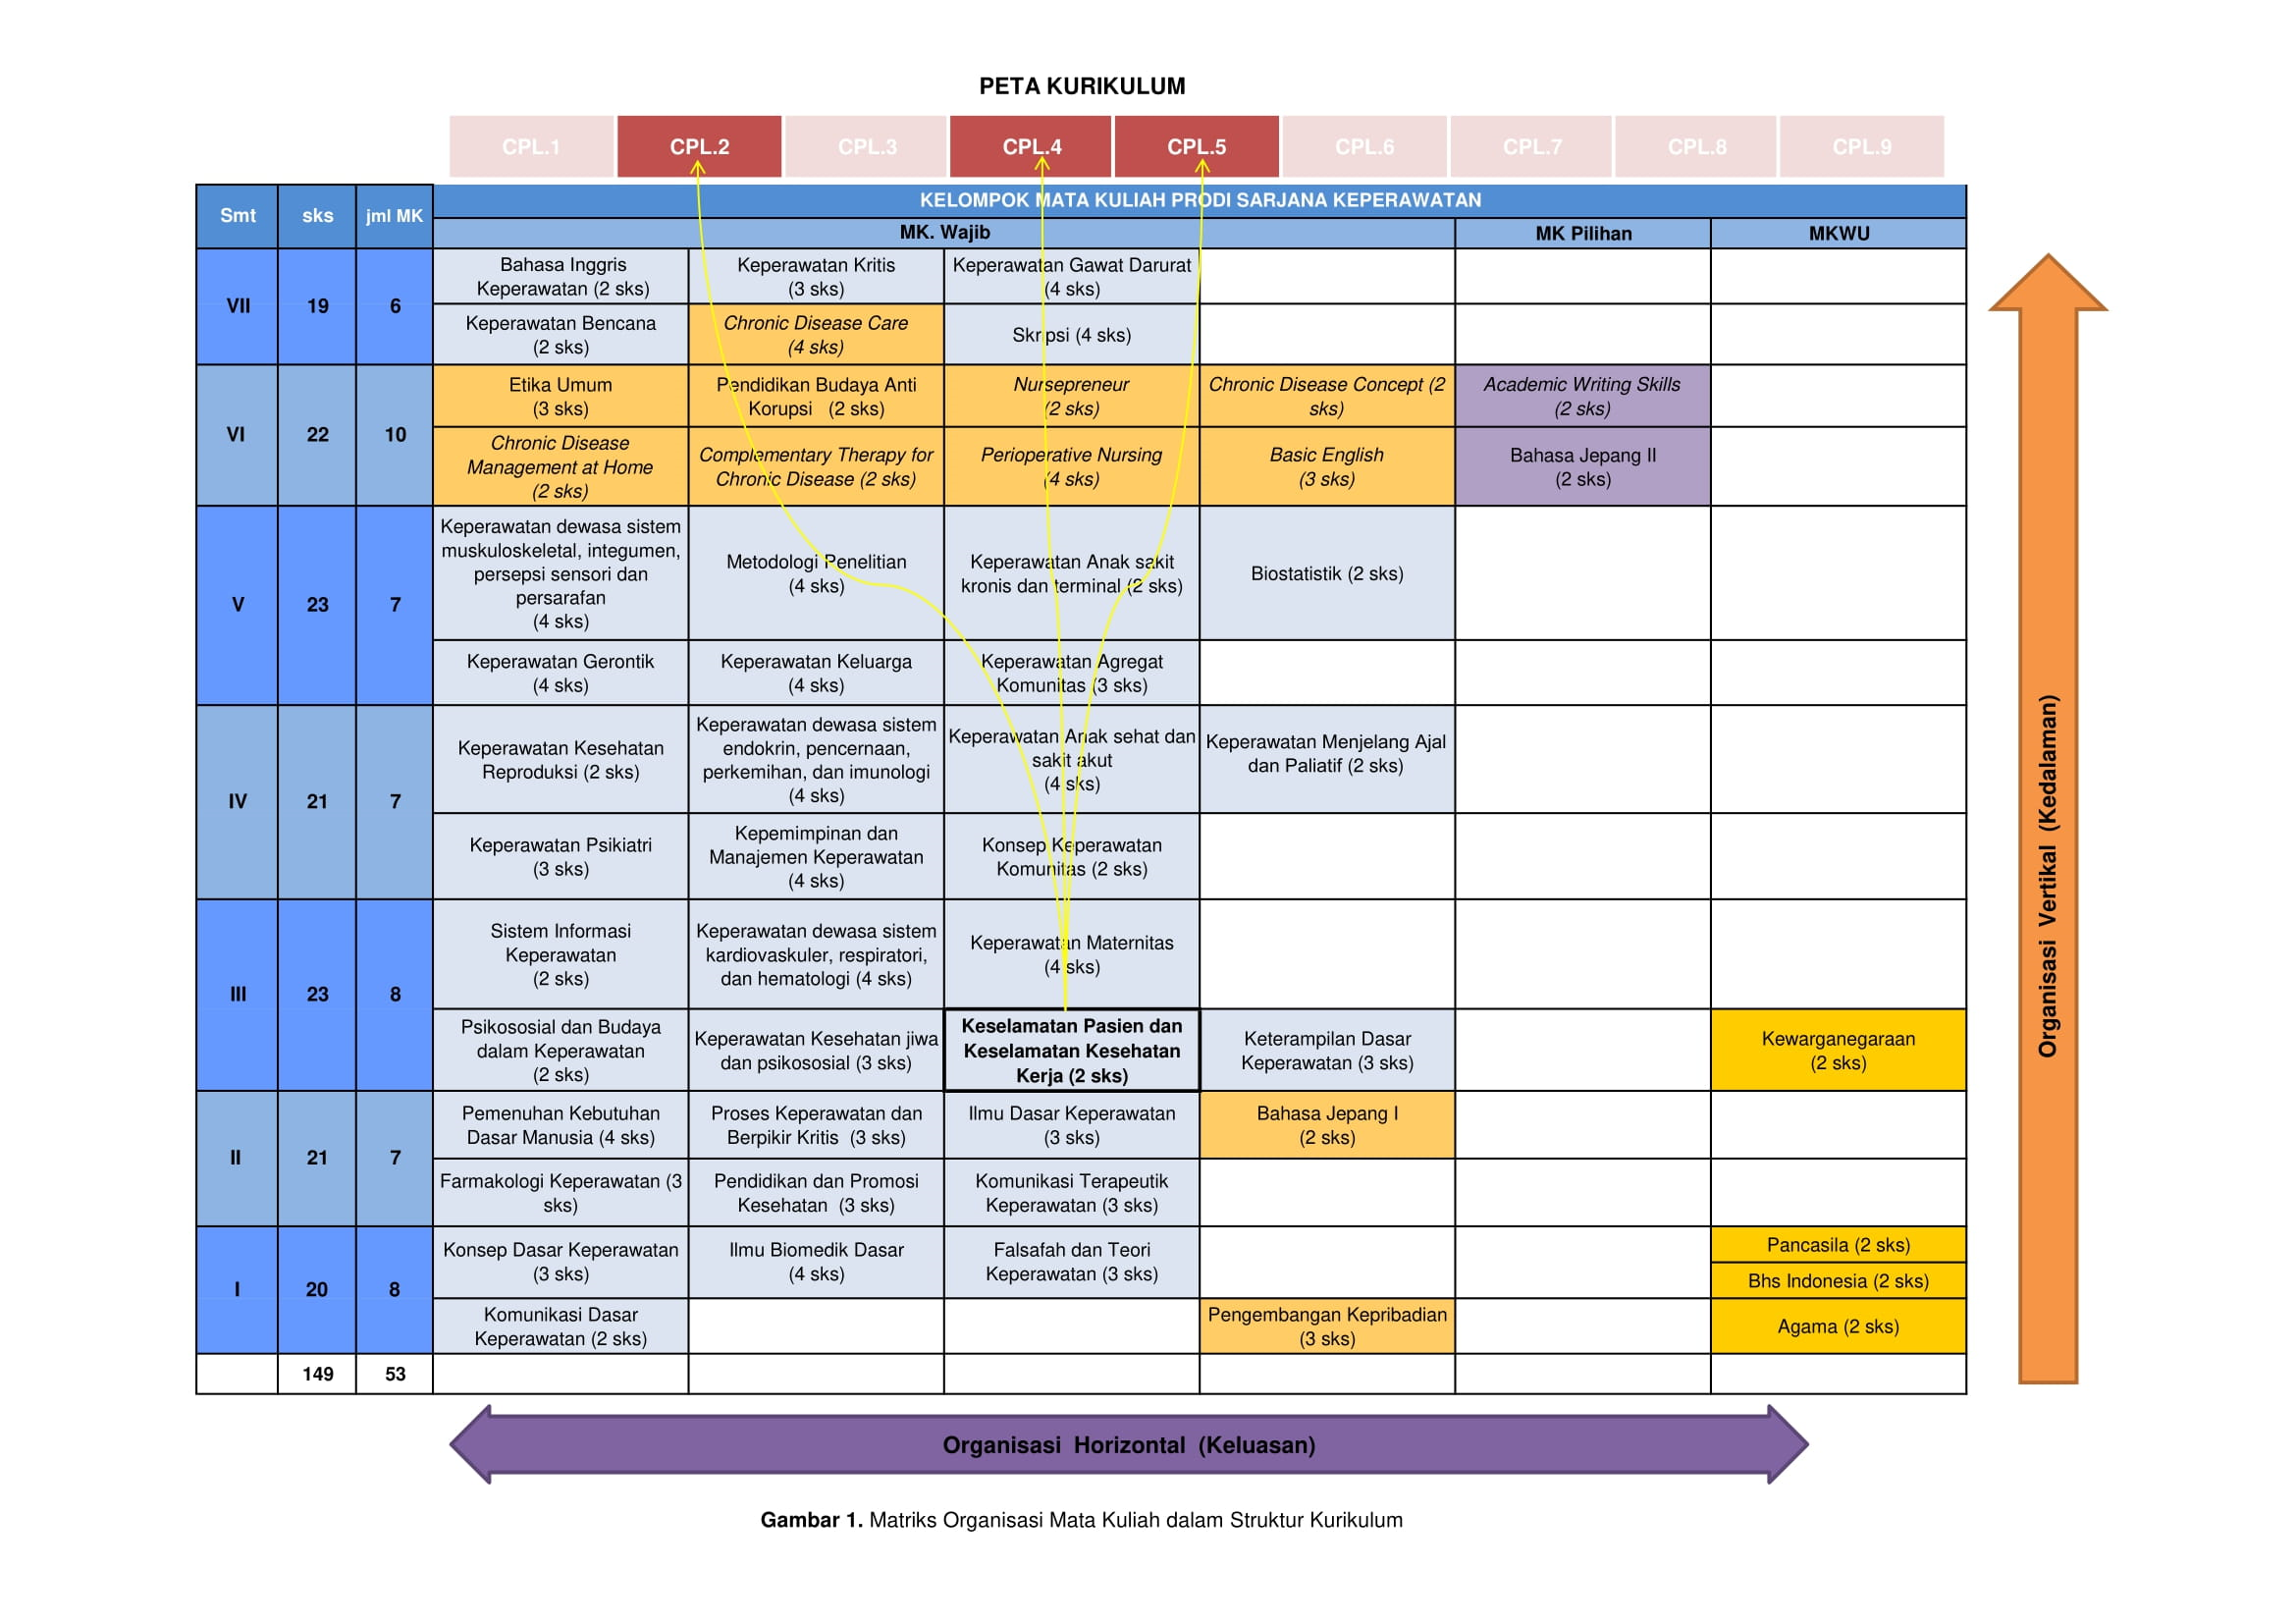 PETA KURIKULUM
CPL.1
CPL.2
CPL.3
CPL.4
CPL.5
CPL.6
CPL.7
CPL.8
CPL.9
Smt
sks
jml MK
KELOMPOK MATA KULIAH PRODI SARJANA KEPERAWATAN
MK. Wajib
MK Pilihan
MKWU
VII
19
6
Bahasa Inggris
Keperawatan (2 sks)
Keperawatan Kritis
(3 sks)
Keperawatan Gawat Darurat
(4 sks)
Keperawatan Bencana
(2 sks)
Chronic Disease Care
(4 sks)
Skripsi (4 sks)
VI
22
10
Etika Umum
(3 sks)
Pendidikan Budaya Anti
Korupsi (2 sks)
Nursepreneur
(2 sks)
Chronic Disease Concept (2
sks)
Academic Writing Skills
(2 sks)
Chronic Disease
Management at Home
(2 sks)
Complementary Therapy for
Chronic Disease (2 sks)
Perioperative Nursing
(4 sks)
Basic English
(3 sks)
Bahasa Jepang II
(2 sks)
V
23
7
Keperawatan dewasa sistem
muskuloskeletal, integumen,
persepsi sensori dan
persarafan
(4 sks)
Metodologi Penelitian
(4 sks)
Keperawatan Anak sakit
kronis dan terminal (2 sks)
Biostatistik (2 sks)
Keperawatan Gerontik
(4 sks)
Keperawatan Keluarga
(4 sks)
Keperawatan Agregat
Komunitas (3 sks)
IV
21
7
Keperawatan Kesehatan
Reproduksi (2 sks)
Keperawatan dewasa sistem
endokrin, pencernaan,
perkemihan, dan imunologi
(4 sks)
Keperawatan Anak sehat dan
sakit akut
(4 sks)
Keperawatan Menjelang Ajal
dan Paliatif (2 sks)
Keperawatan Psikiatri
(3 sks)
Kepemimpinan dan
Manajemen Keperawatan
(4 sks)
Konsep Keperawatan
Komunitas (2 sks)
III
23
8
Sistem Informasi
Keperawatan
(2 sks)
Keperawatan dewasa sistem
kardiovaskuler, respiratori,
dan hematologi (4 sks)
Keperawatan Maternitas
(4 sks)
Psikososial dan Budaya
dalam Keperawatan
(2 sks)
Keperawatan Kesehatan jiwa
dan psikososial (3 sks)
Keselamatan Pasien dan
Keselamatan Kesehatan
Kerja (2 sks)
Keterampilan Dasar
Keperawatan (3 sks)
Kewarganegaraan
(2 sks)
II
21
7
Pemenuhan Kebutuhan
Dasar Manusia (4 sks)
Proses Keperawatan dan
Berpikir Kritis (3 sks)
Ilmu Dasar Keperawatan
(3 sks)
Bahasa Jepang I
(2 sks)
Farmakologi Keperawatan (3
sks)
Pendidikan dan Promosi
Kesehatan (3 sks)
Komunikasi Terapeutik
Keperawatan (3 sks)
I
20
8
Konsep Dasar Keperawatan
(3 sks)
Ilmu Biomedik Dasar
(4 sks)
Falsafah dan Teori
Keperawatan (3 sks)
Pancasila (2 sks)
Bhs Indonesia (2 sks)
Komunikasi Dasar
Keperawatan (2 sks)
Pengembangan Kepribadian
(3 sks)
Agama (2 sks)
149
53
Organisasi Vertikal (Kedalaman)
Organisasi Horizontal (Keluasan)
Gambar 1. Matriks Organisasi Mata Kuliah dalam Struktur Kurikulum